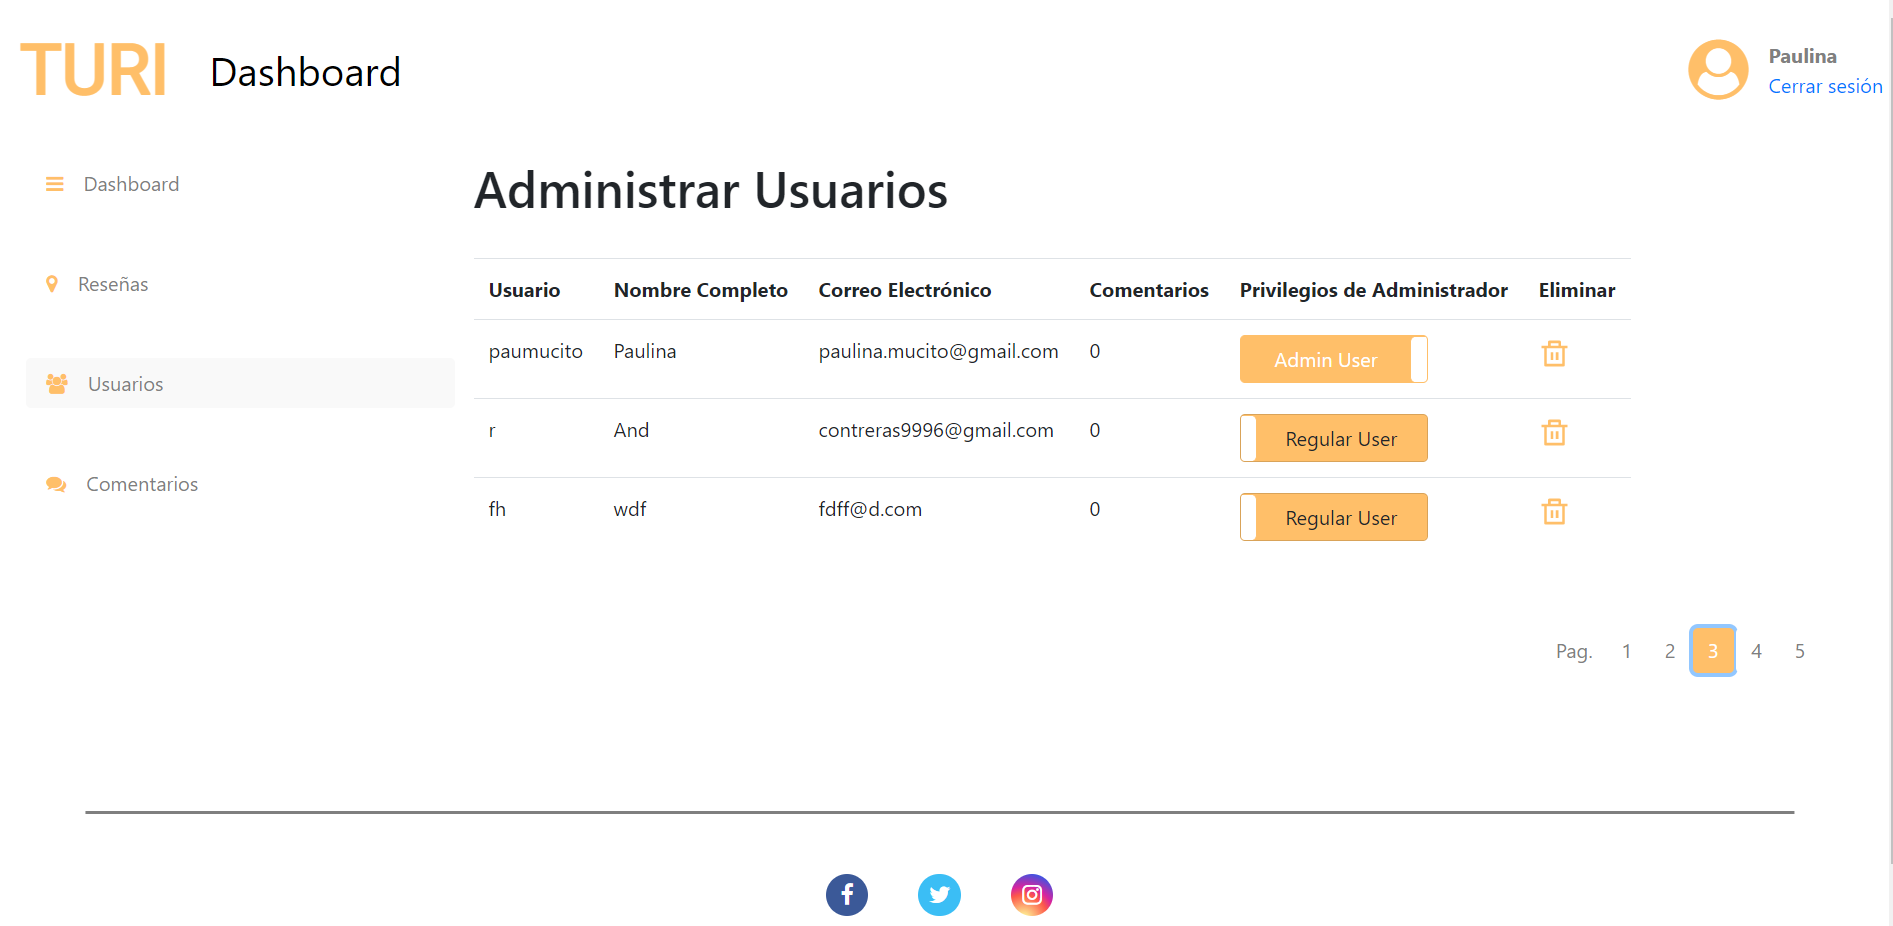 TURI
Dashboard
Paulina
Cerrar sesión
Dashboard
Reseñas
Usuarios
Comentarios
Administrar Usuarios
Usuario Nombre Completo Correo Electrónico Comentarios Privilegios de Administrador Eliminar
paumucito Paulina paulina.mucito@gmail.com 0 Admin User
r And contreras9996@gmail.com 0 Regular User
fh wdf fdff@d.com 0 Regular User
Pag. 1 2 3 4 5